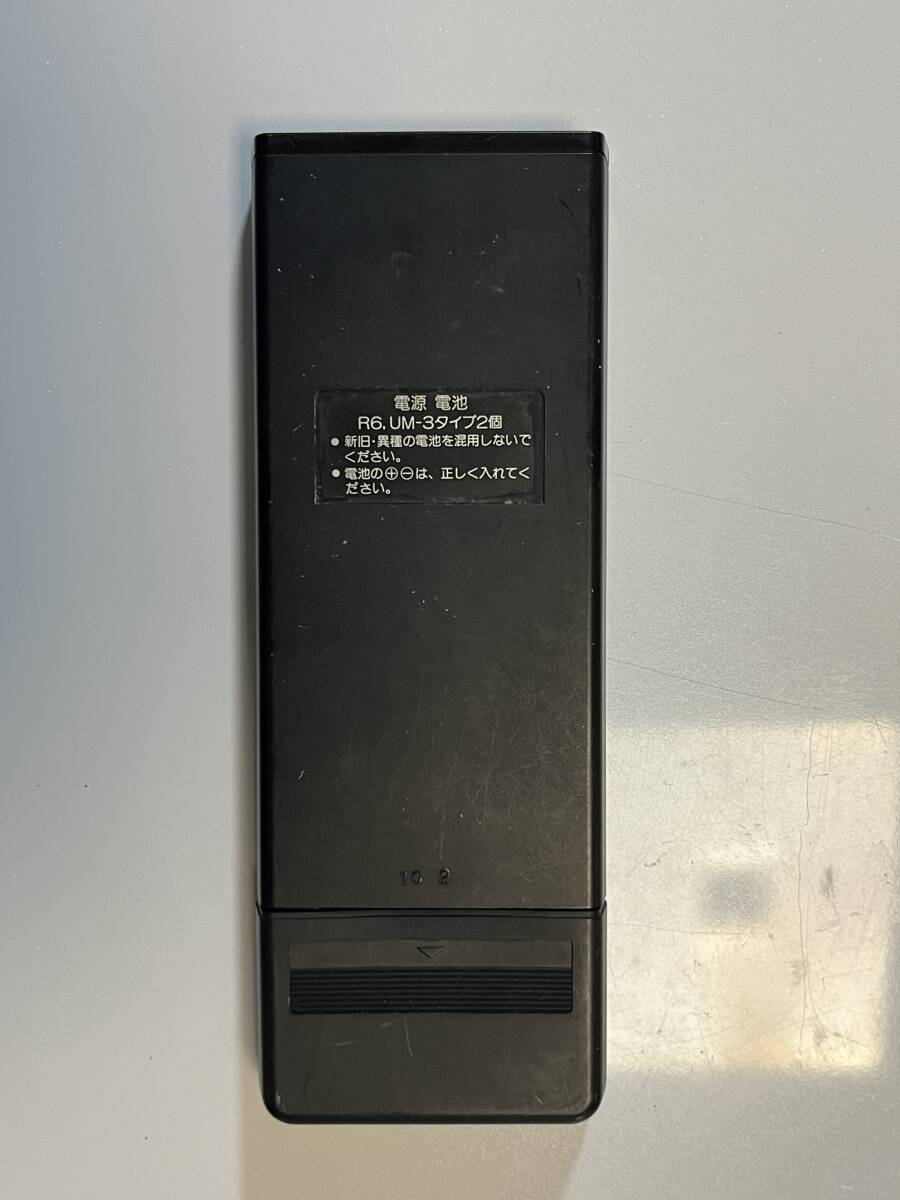 電源 電池
R6,UM-3タイプ2個
● 新旧・異種の電池を混用しないで
ください。
● 電池の⊕⊖は、正しく入れてく
ださい。
10 2